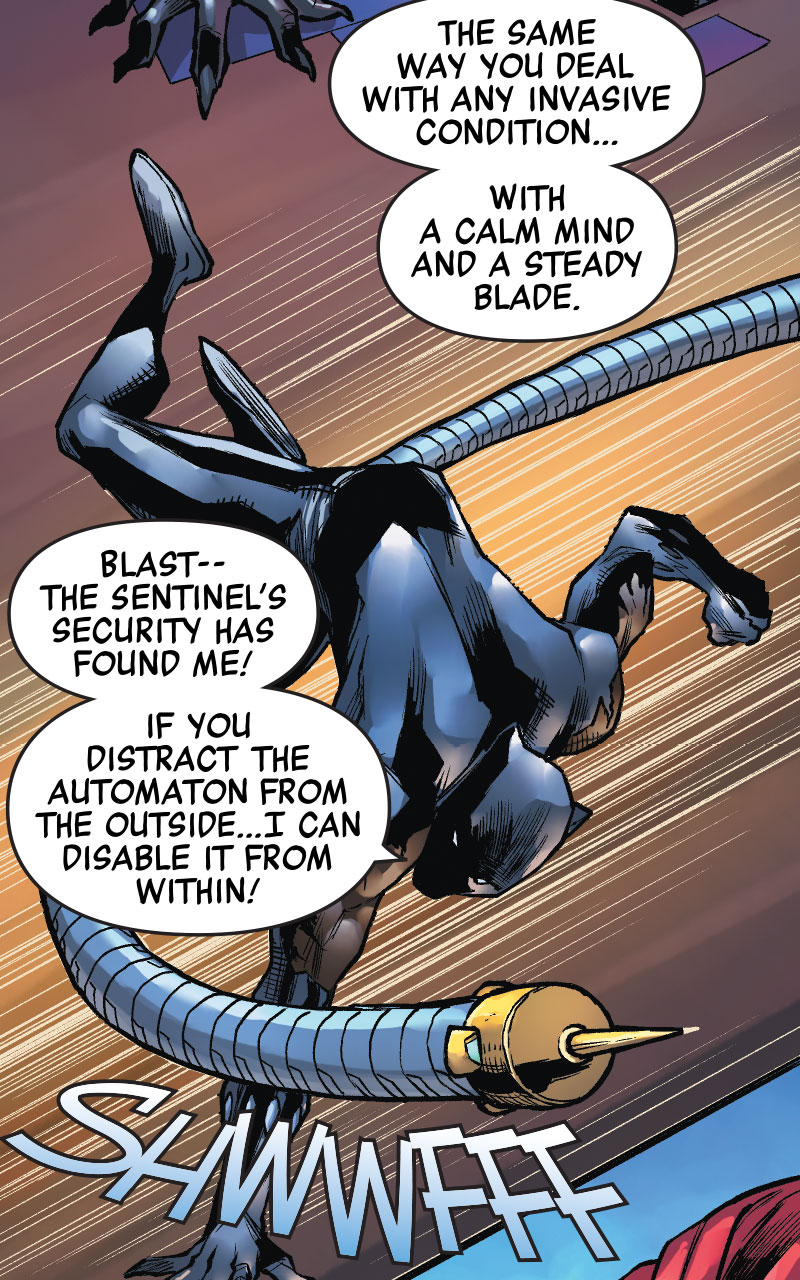 THE SAME
WAY YOU DEAL
WITH ANY INVASIVE
CONDITION...
WITH
A CALM MIND
AND A STEADY
BLADE.
BLAST--
THE SENTINEL'S
SECURITY HAS
FOUND ME!
IF YOU
DISTRACT THE
AUTOMATON FROM
THE OUTSIDE...I CAN
DISABLE IT FROM
WITHIN!
SHWWFFF